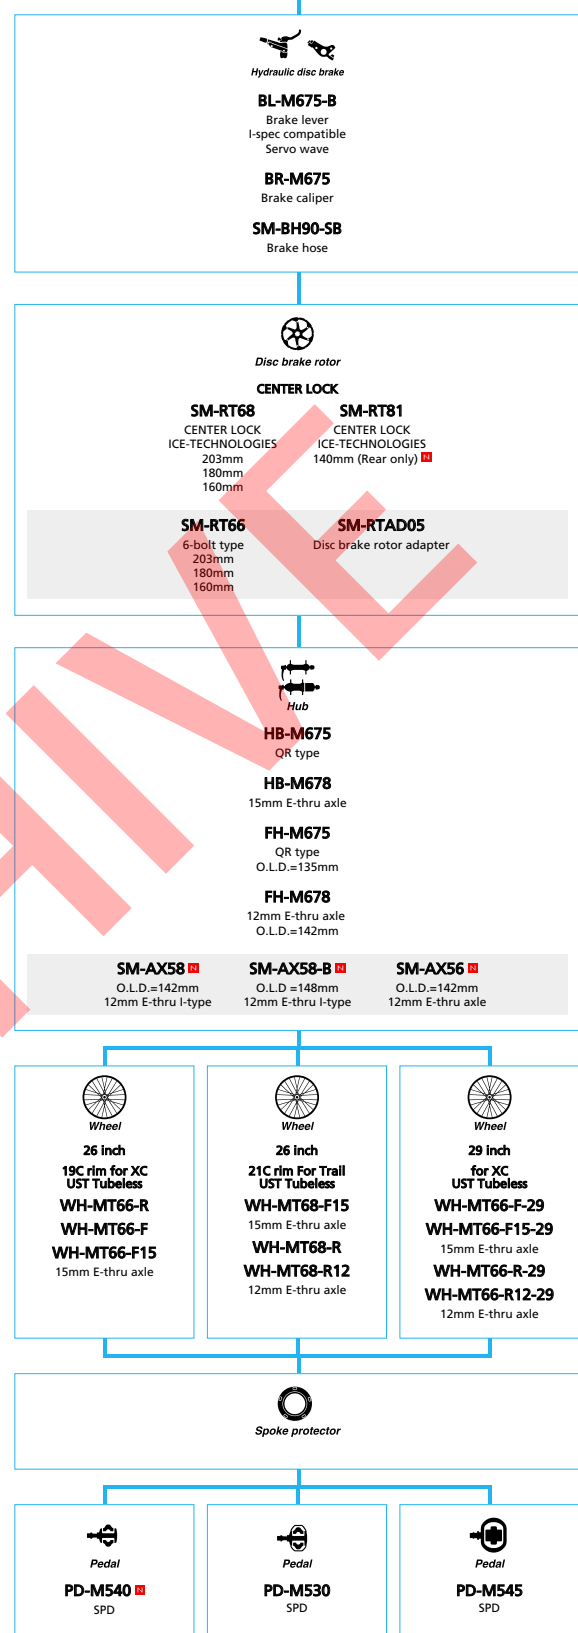 Hydraulic disc brake
BL-M675-B
Brake lever
I-spec compatible
Servo wave
BR-M675
Brake caliper
SM-BH90-SB
Brake hose
Disc brake rotor
CENTER LOCK
SM-RT68
CENTER LOCK
ICE-TECHNOLOGIES
203mm
180mm
160mm
SM-RT81
CENTER LOCK
ICE-TECHNOLOGIES
140mm (Rear only) N
SM-RT66
6-bolt type
203mm
180mm
160mm
SM-RTAD05
Disc brake rotor adapter
Hub
HB-M675
QR type
HB-M678
15mm E-thru axle
FH-M675
QR type
O.L.D.=135mm
FH-M678
12mm E-thru axle
O.L.D.=142mm
SM-AX58 N
O.L.D.=142mm
12mm E-thru I-type
SM-AX58-B N
O.L.D =148mm
12mm E-thru I-type
SM-AX56 N
O.L.D.=142mm
12mm E-thru axle
Wheel
26 inch
19C rim for XC
UST Tubeless
WH-MT66-R
WH-MT66-F
WH-MT66-F15
15mm E-thru axle
Wheel
26 inch
21C rim For Trail
UST Tubeless
WH-MT68-F15
15mm E-thru axle
WH-MT68-R
WH-MT68-R12
12mm E-thru axle
Wheel
29 inch
for XC
UST Tubeless
WH-MT66-F-29
WH-MT66-F15-29
15mm E-thru axle
WH-MT66-R-29
WH-MT66-R12-29
12mm E-thru axle
Spoke protector
Pedal
PD-M540 N
SPD
Pedal
PD-M530
SPD
Pedal
PD-M545
SPD
HIVE